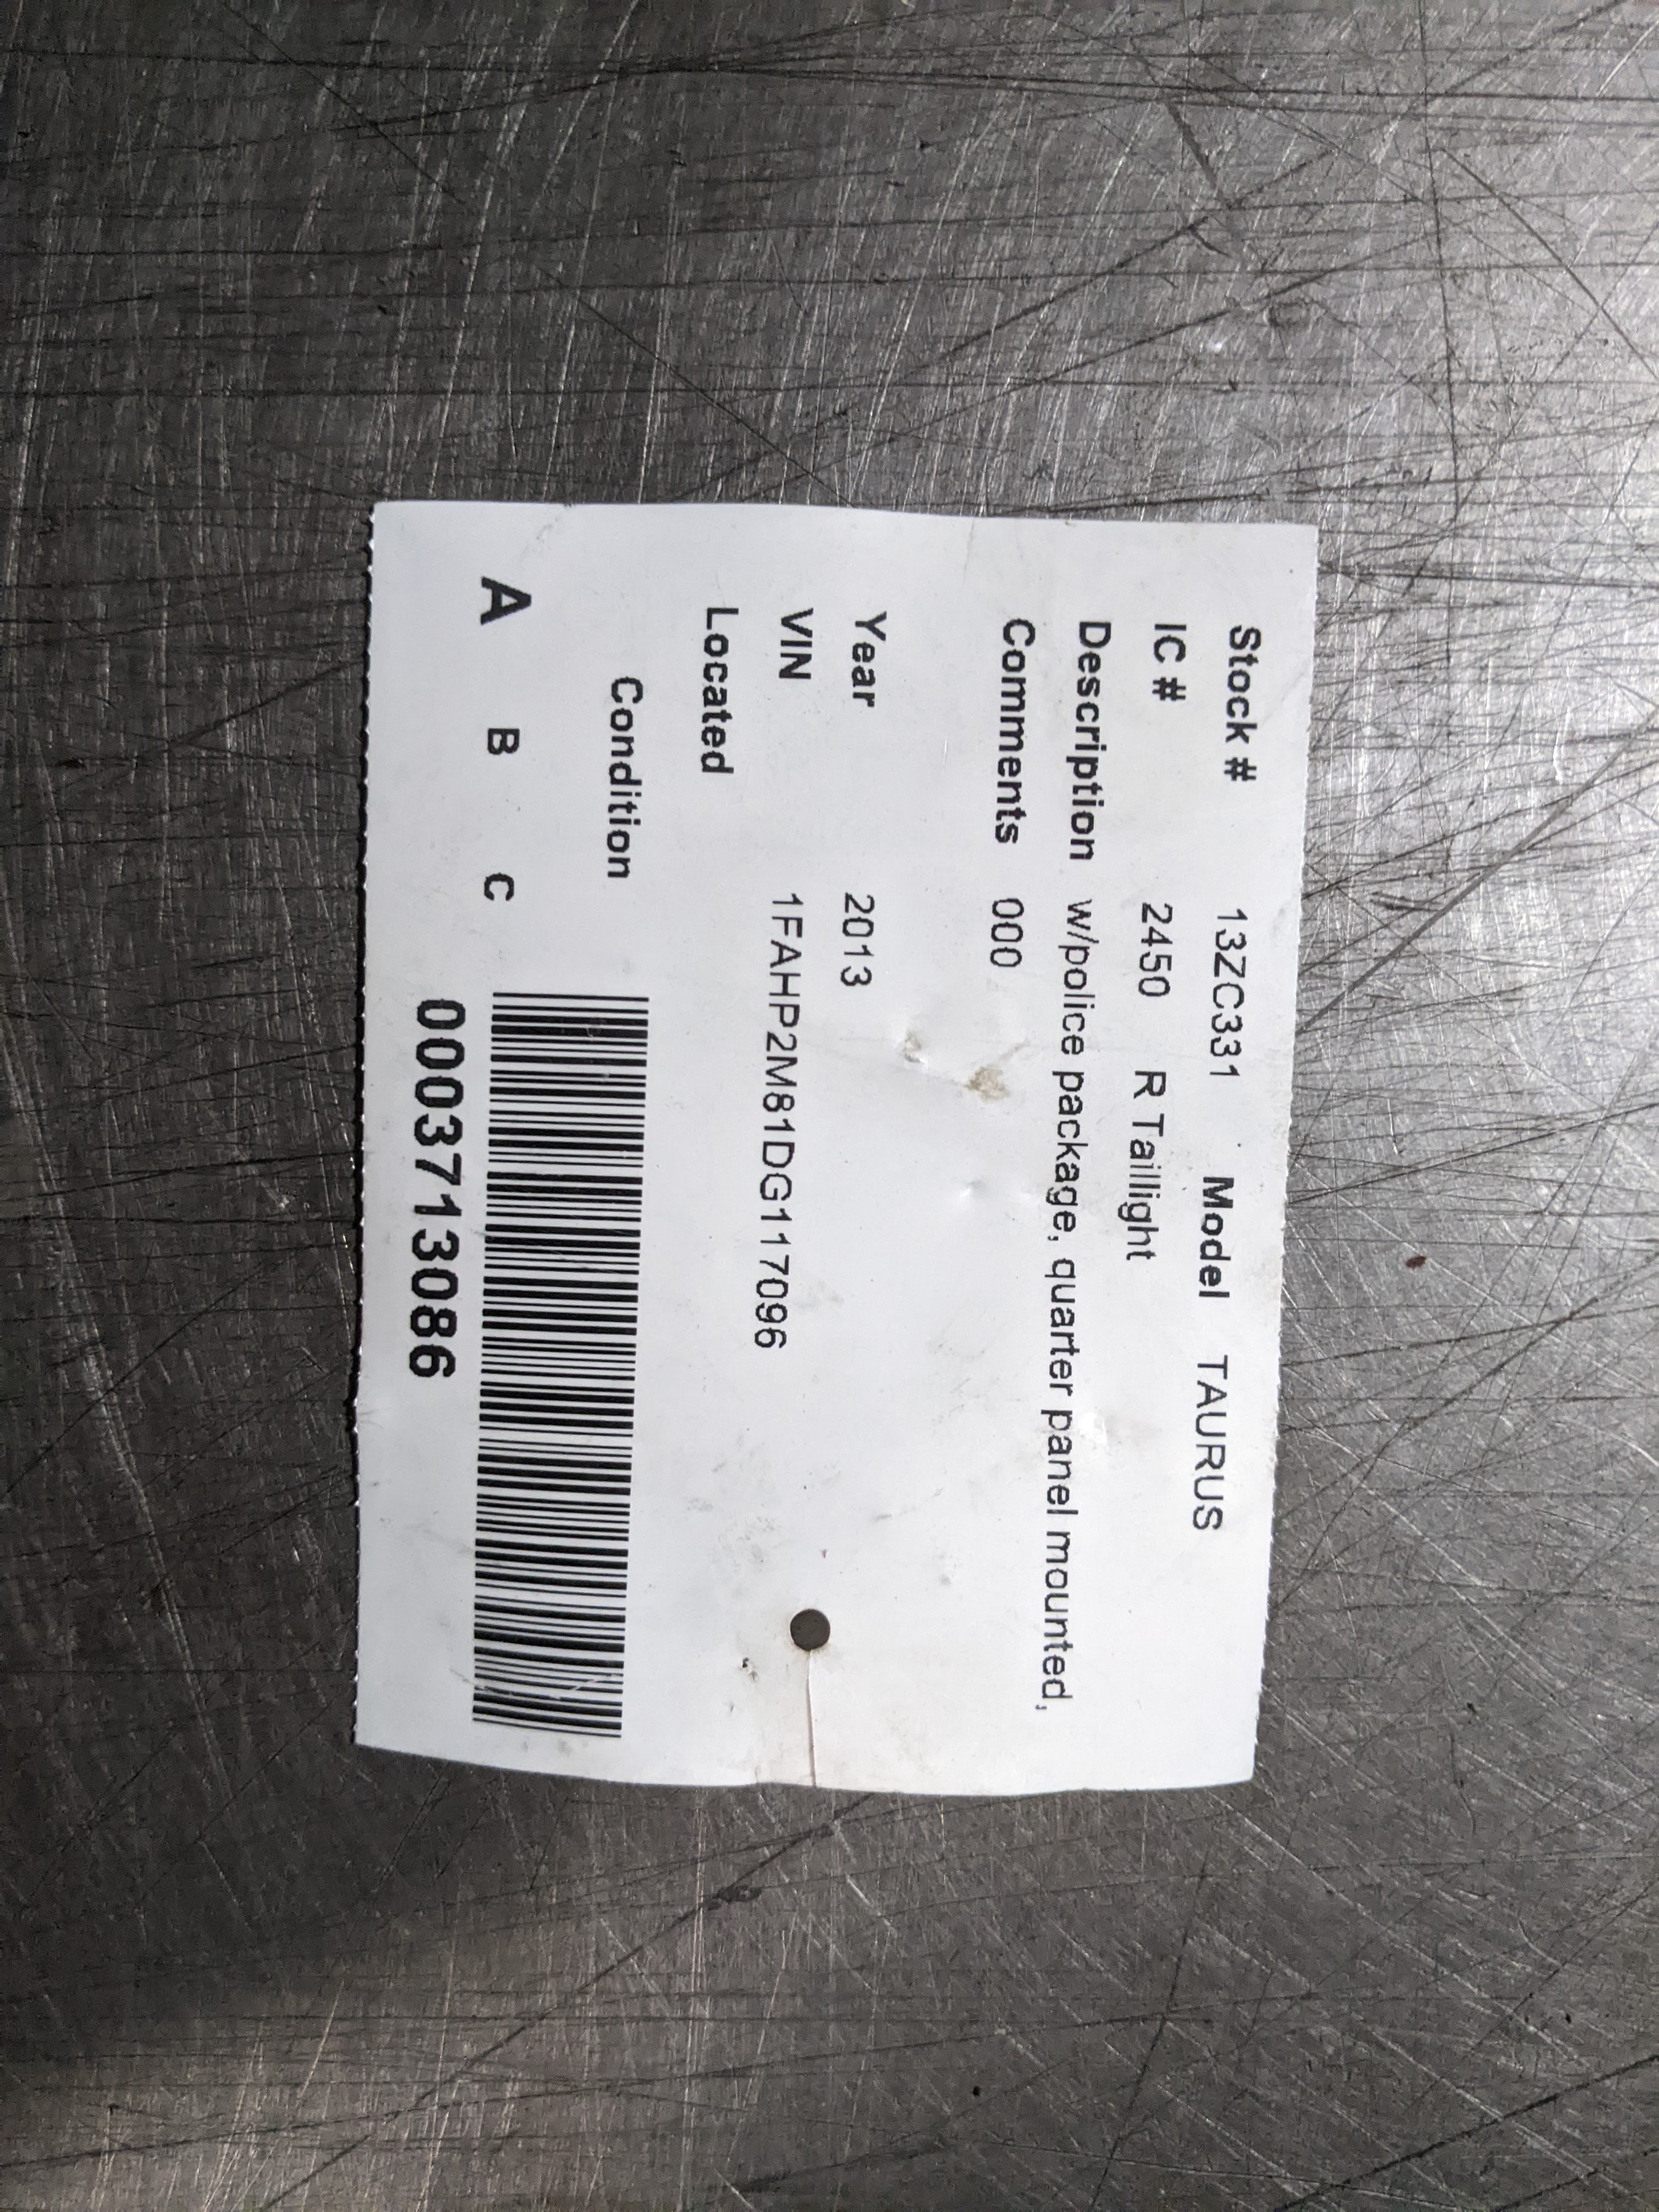 Stock # 13ZC331 Model TAURUS
IC # 2450 R Taillight
Description w/police package, quarter panel mounted,
Comments 000
Year 2013
VIN 1FAHP2M81DG117096
Located
Condition
A B C
0003713086